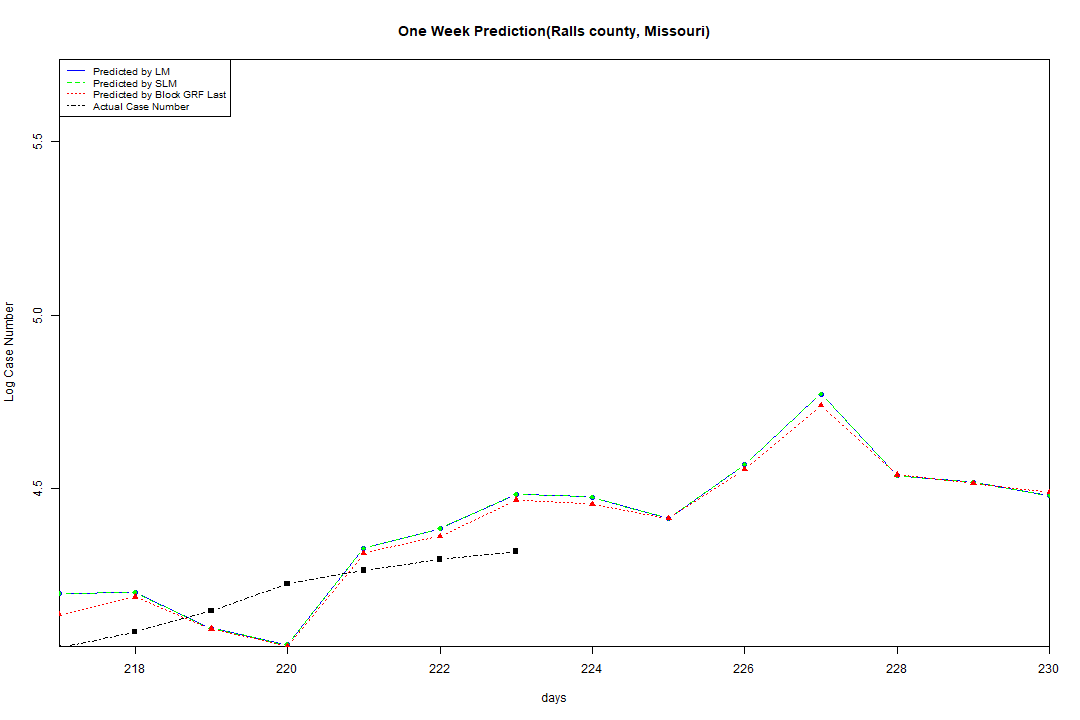 One Week Prediction(Ralls county, Missouri)
Predicted by LM
Predicted by SLM
Predicted by Block GRF Last
Actual Case Number
5.5
5.0
4.5
Log Case Number
218 220 222 224 226 228 230
days